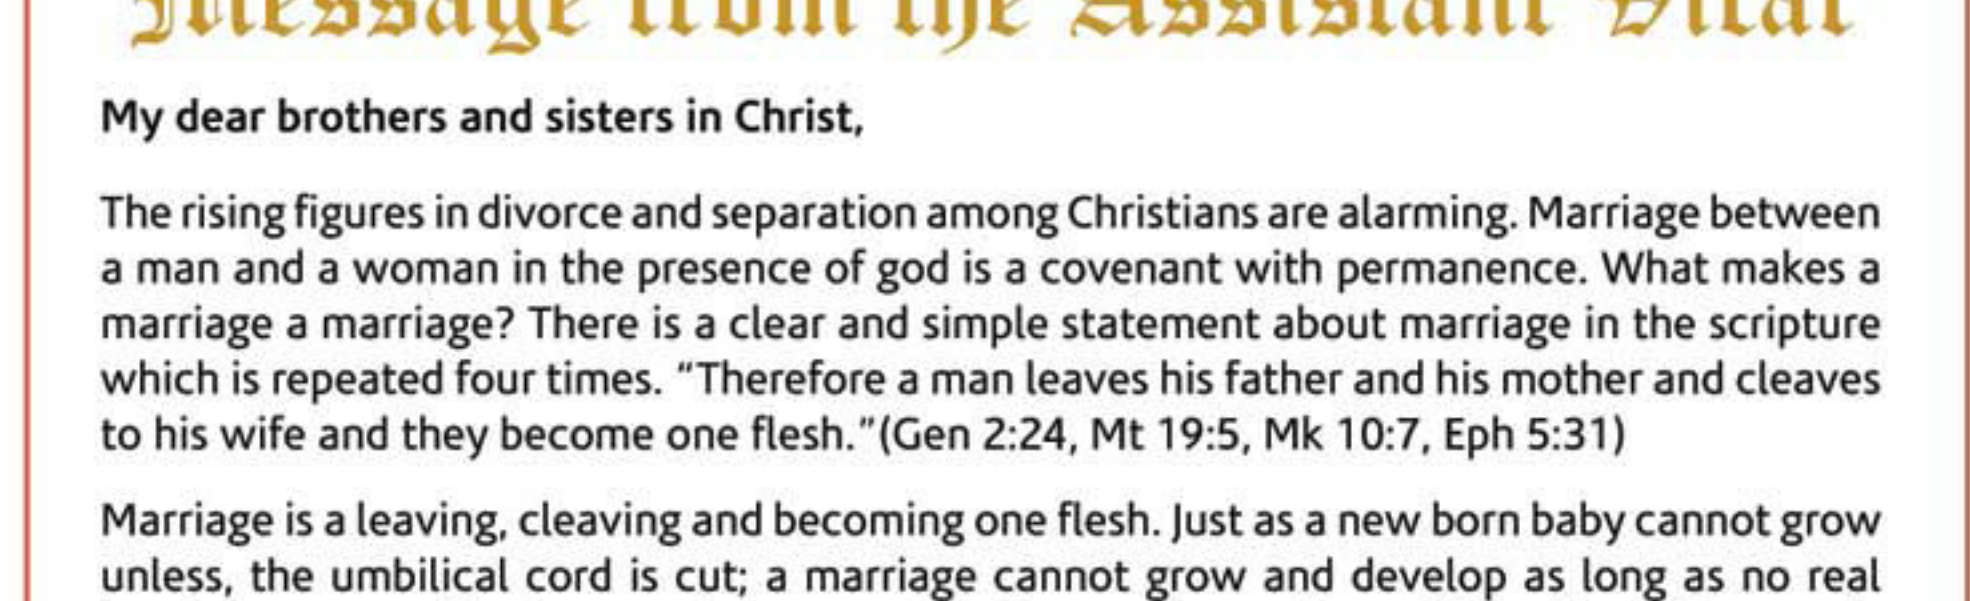 Message from the Assistant Vicar
My dear brothers and sisters in Christ,
The rising figures in divorce and separation among Christians are alarming. Marriage between
a man and a woman in the presence of god is a covenant with permanence. What makes a
marriage a marriage? There is a clear and simple statement about marriage in the scripture
which is repeated four times. “Therefore a man leaves his father and his mother and cleaves
to his wife and they become one flesh.”(Gen 2:24, Mt 19:5, Mk 10:7, Eph 5:31)
Marriage is a leaving, cleaving and becoming one flesh. Just as a new born baby cannot grow
unless, the umbilical cord is cut; a marriage cannot grow and develop as long as no real